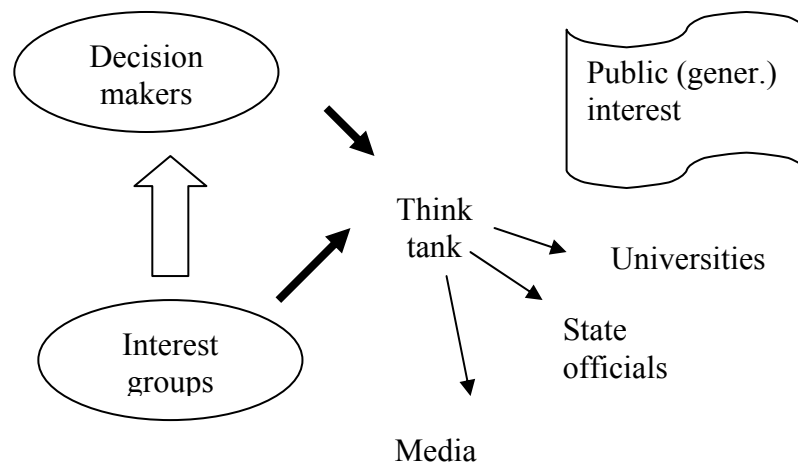 Decision
makers
Public (gener.)
interest
Think
tank
Universities
State
officials
Interest
groups
Media